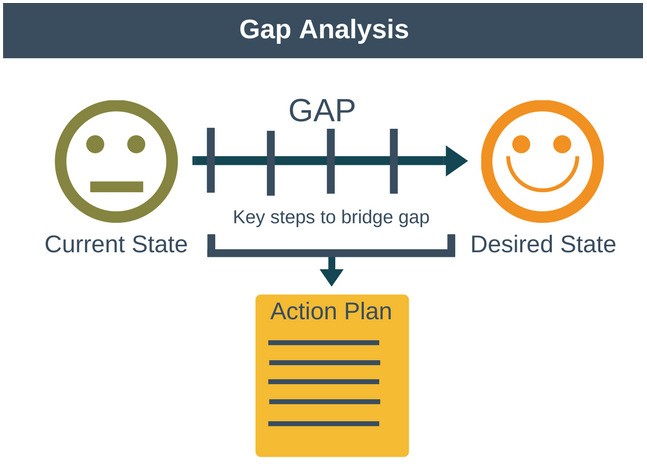 Gap Analysis
GAP
Key steps to bridge gap
Current State
Desired State
Action Plan